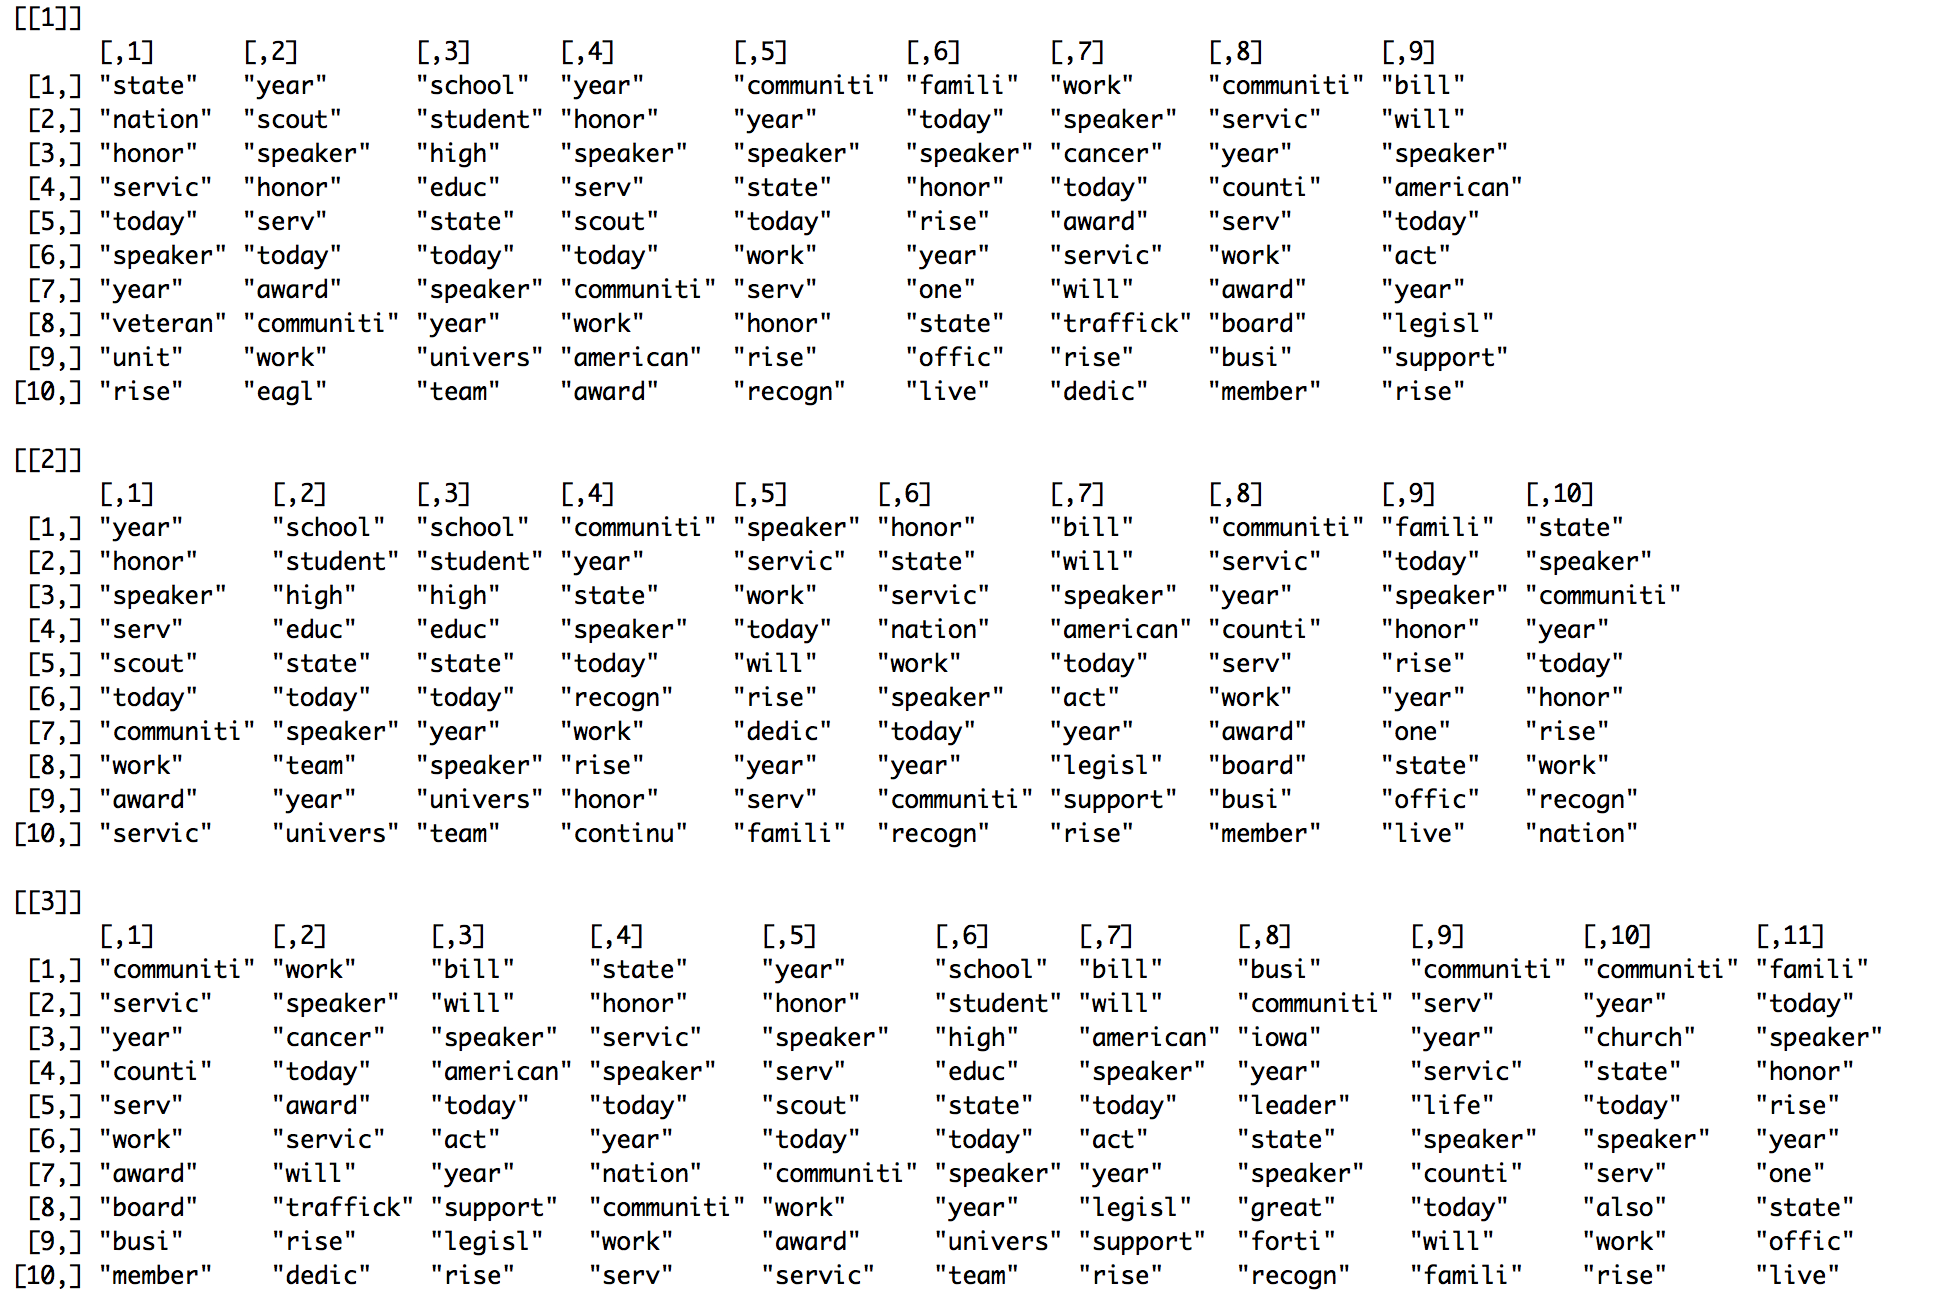 [[1]]
      [,1]      [,2]        [,3]      [,4]        [,5]        [,6]      [,7]       [,8]        [,9]
 [1,] "state"   "year"      "school"  "year"      "communiti" "famili"  "work"     "communiti" "bill"
 [2,] "nation"  "scout"     "student" "honor"     "year"      "today"   "speaker"  "servic"    "will"
 [3,] "honor"   "speaker"   "high"    "speaker"   "speaker"   "speaker" "cancer"   "year"      "speaker"
 [4,] "servic"  "honor"     "educ"    "serv"      "state"     "honor"   "today"    "counti"    "american"
 [5,] "today"   "serv"      "state"   "scout"     "today"     "rise"    "award"    "serv"      "today"
 [6,] "speaker" "today"     "today"   "today"     "work"      "year"    "servic"   "work"      "act"
 [7,] "year"    "award"     "speaker" "communiti" "serv"      "one"     "will"     "award"     "year"
 [8,] "veteran" "communiti" "year"    "work"      "honor"     "state"   "traffick" "board"     "legisl"
 [9,] "unit"    "work"      "univers" "american"  "rise"      "offic"   "rise"     "busi"      "support"
[10,] "rise"    "eagl"      "team"    "award"     "recogn"    "live"    "dedic"    "member"    "rise"
[[2]]
      [,1]        [,2]      [,3]      [,4]        [,5]      [,6]        [,7]       [,8]        [,9]      [,10]
 [1,] "year"      "school"  "school"  "communiti" "speaker" "honor"     "bill"     "communiti" "famili"  "state"
 [2,] "honor"     "student" "student" "year"      "servic"  "state"     "will"     "servic"    "today"   "speaker"
 [3,] "speaker"   "high"    "high"    "state"     "work"    "servic"    "speaker"  "year"      "speaker" "communiti"
 [4,] "serv"      "educ"    "educ"    "speaker"   "today"   "nation"    "american" "counti"    "honor"   "year"
 [5,] "scout"     "state"   "state"   "today"     "will"    "work"      "today"    "serv"      "rise"    "today"
 [6,] "today"     "today"   "today"   "recogn"    "rise"    "speaker"   "act"      "work"      "year"    "honor"
 [7,] "communiti" "speaker" "year"    "work"      "dedic"   "today"     "year"     "award"     "one"     "rise"
 [8,] "work"      "team"    "speaker" "rise"      "year"    "year"      "legisl"   "board"     "state"   "work"
 [9,] "award"     "year"    "univers" "honor"     "serv"    "communiti" "support"  "busi"      "offic"   "recogn"
[10,] "servic"    "univers" "team"    "continu"   "famili"  "recogn"    "rise"     "member"    "live"    "nation"
[[3]]
      [,1]        [,2]       [,3]       [,4]        [,5]        [,6]      [,7]       [,8]        [,9]        [,10]       [,11]
 [1,] "communiti" "work"     "bill"     "state"     "year"      "school"  "bill"     "busi"      "communiti" "communiti" "famili"
 [2,] "servic"    "speaker"  "will"     "honor"     "honor"     "student" "will"     "communiti" "serv"      "year"      "today"
 [3,] "year"      "cancer"   "speaker"  "servic"    "speaker"   "high"    "american" "iowa"      "year"      "church"    "speaker"
 [4,] "counti"    "today"    "american" "speaker"   "serv"      "educ"    "speaker"  "year"      "servic"    "state"     "honor"
 [5,] "serv"      "award"    "today"    "today"     "scout"     "state"   "today"    "leader"    "life"      "today"     "rise"
 [6,] "work"      "servic"   "act"      "year"      "today"     "today"   "act"      "state"     "speaker"   "speaker"   "year"
 [7,] "award"     "will"     "year"     "nation"    "communiti" "speaker" "year"     "speaker"   "counti"    "serv"      "one"
 [8,] "board"     "traffick" "support"  "communiti" "work"      "year"    "legisl"   "great"     "today"     "also"      "state"
 [9,] "busi"      "rise"     "legisl"   "work"      "award"     "univers" "support"  "forti"     "will"      "work"      "offic"
[10,] "member"    "dedic"    "rise"     "serv"      "servic"    "team"    "rise"     "recogn"    "famili"    "rise"      "live"